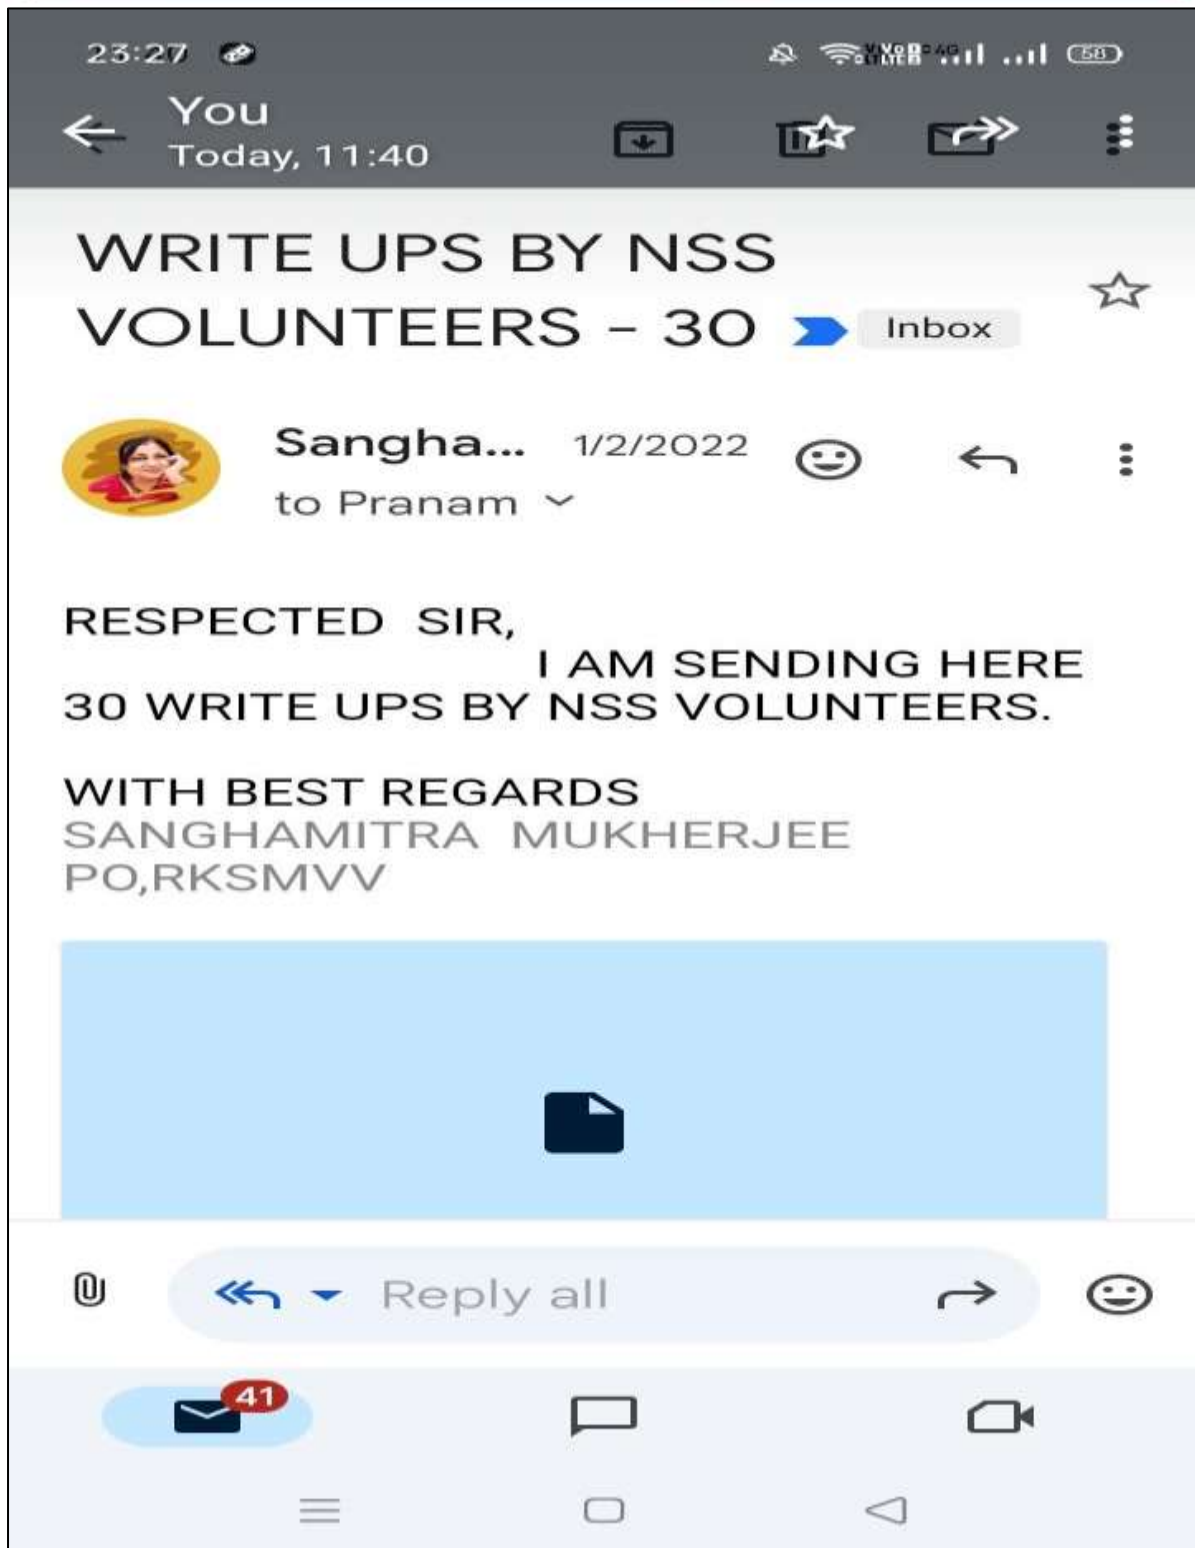 23:27
58
You
Today, 11:40
WRITE UPS BY NSS
VOLUNTEERS – 30
Inbox
Sangha... 1/2/2022
to Pranam
RESPECTED SIR,
I AM SENDING HERE
30 WRITE UPS BY NSS VOLUNTEERS.
WITH BEST REGARDS
SANGHAMITRA MUKHERJEE
PO,RKSMVV
Reply all
41